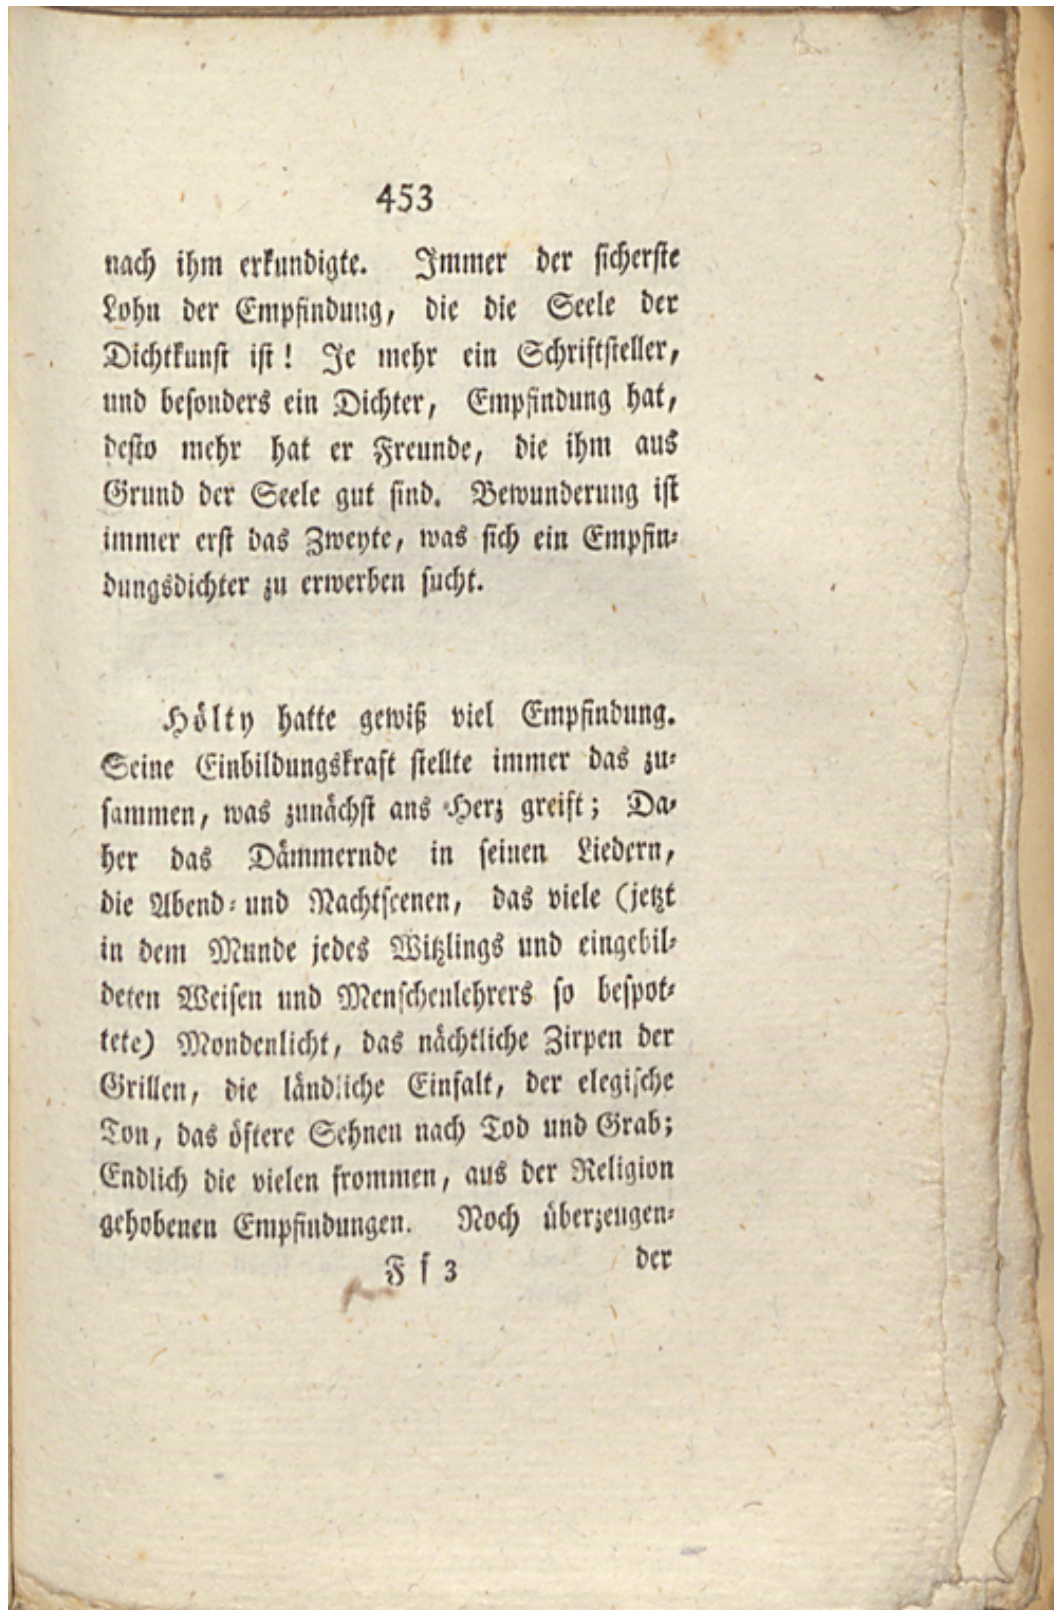 453
nach ihm erkundigte. Immer der sicherste
Lohn der Empfindung, die die Seele der
Dichtkunst ist! Je mehr ein Schriftsteller,
und besonders ein Dichter, Empfindung hat,
desto mehr hat er Freunde, die ihm aus
Grund der Seele gut sind. Bewunderung ist
immer erst das Zweyte, was sich ein Empfin-
dungsdichter zu erwerben sucht.
Hölty hatte gewiß viel Empfindung.
Seine Einbildungskraft stellte immer das zu-
sammen, was zunächst ans Herz greift; Da-
her das Dämmernde in seinen Liedern,
die Abend- und Nachtscenen, das viele (jetzt
in dem Munde jedes Witzlings und eingebil-
deten Weisen und Menschenlehrers so bespot-
tete) Mondenlicht, das nächtliche Zirpen der
Grillen, die ländliche Einfalt, der elegische
Ton, das öftere Sehnen nach Tod und Grab;
Endlich die vielen frommen, aus der Religion
gehobenen Empfindungen. Noch überzeugen-
F f 3 der